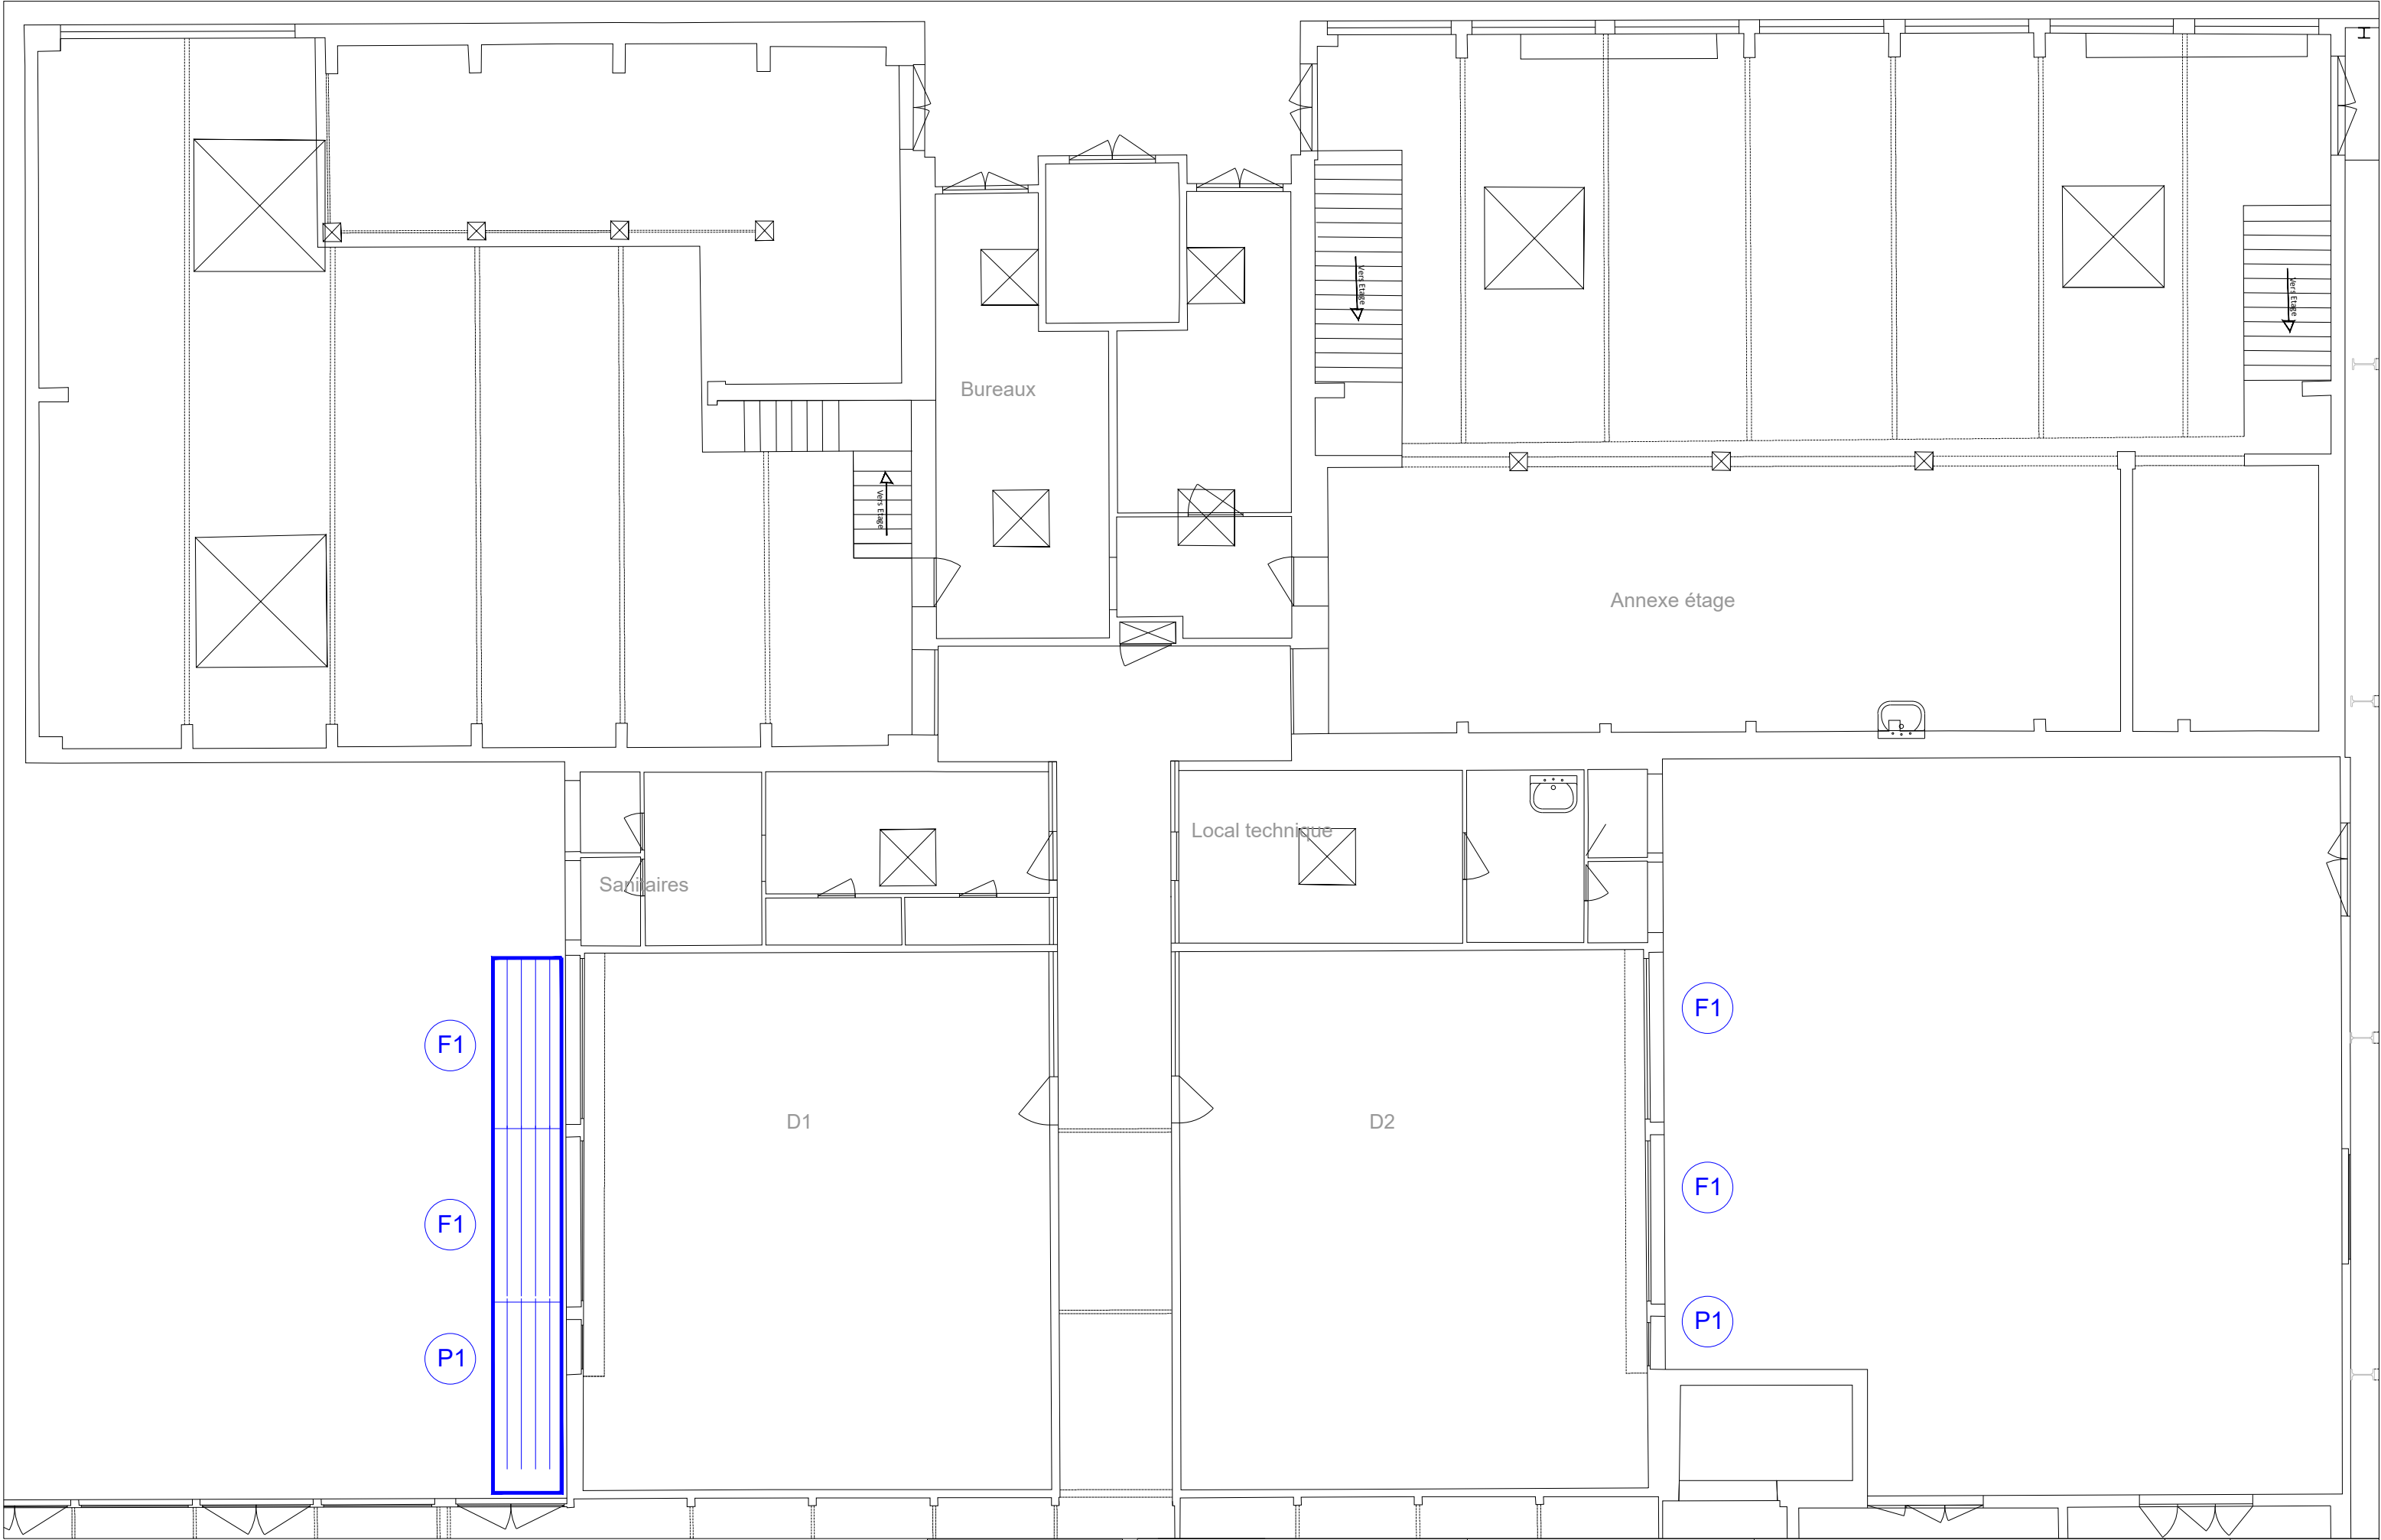 Vers Etage
Vers Etage
Bureaux
Vers Etage
Annexe étage
Local technique
Sanitaires
F1
F1
D1
D2
F1
F1
P1
P1